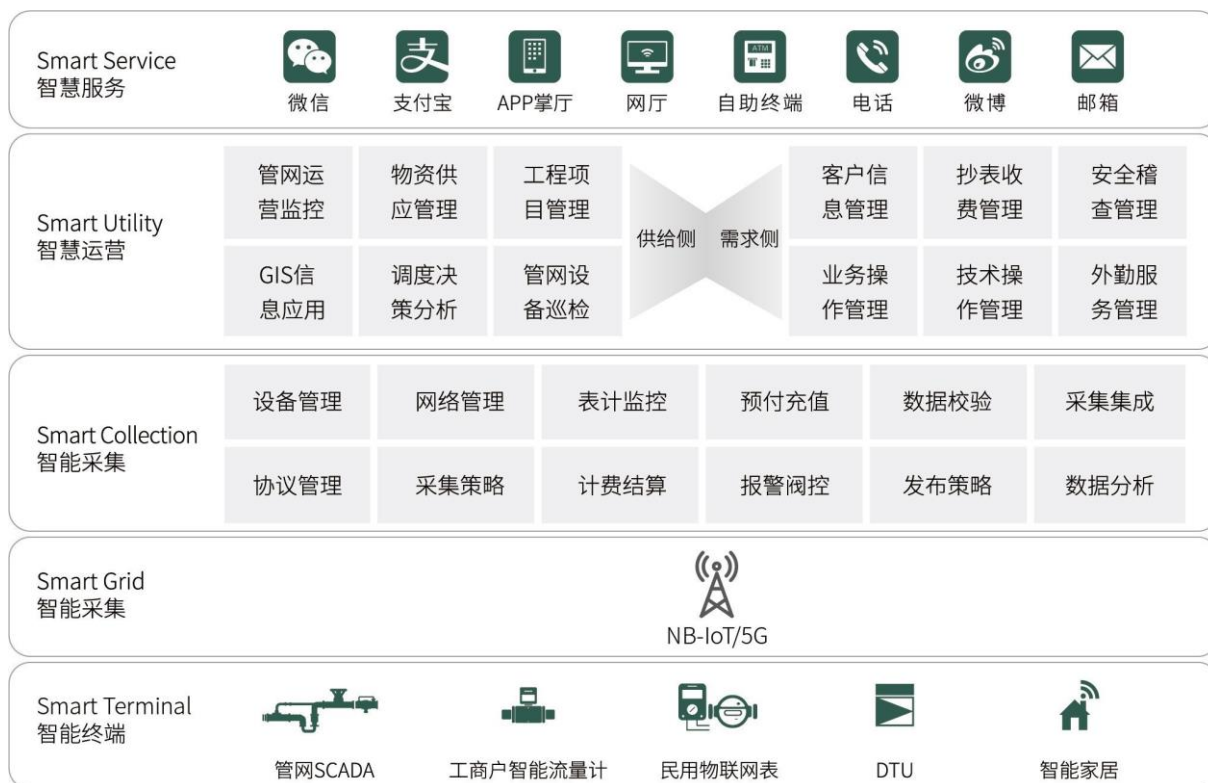 Smart Service
智慧服务
微信
支付宝
APP掌厅
网厅
ATM
自助终端
电话
微博
邮箱
Smart Utility
智慧运营
管网运
营监控
物资供
应管理
工程项
目管理
GIS信
息应用
调度决
策分析
管网设
备巡检
供给侧
需求侧
客户信
息管理
抄表收
费管理
安全稽
查管理
业务操
作管理
技术操
作管理
外勤服
务管理
Smart Collection
智能采集
设备管理
网络管理
表计监控
预付充值
数据校验
采集集成
协议管理
采集策略
计费结算
报警阀控
发布策略
数据分析
Smart Grid
智能采集
NB-IoT/5G
Smart Terminal
智能终端
管网SCADA
工商户智能流量计
民用物联网表
DTU
智能家居